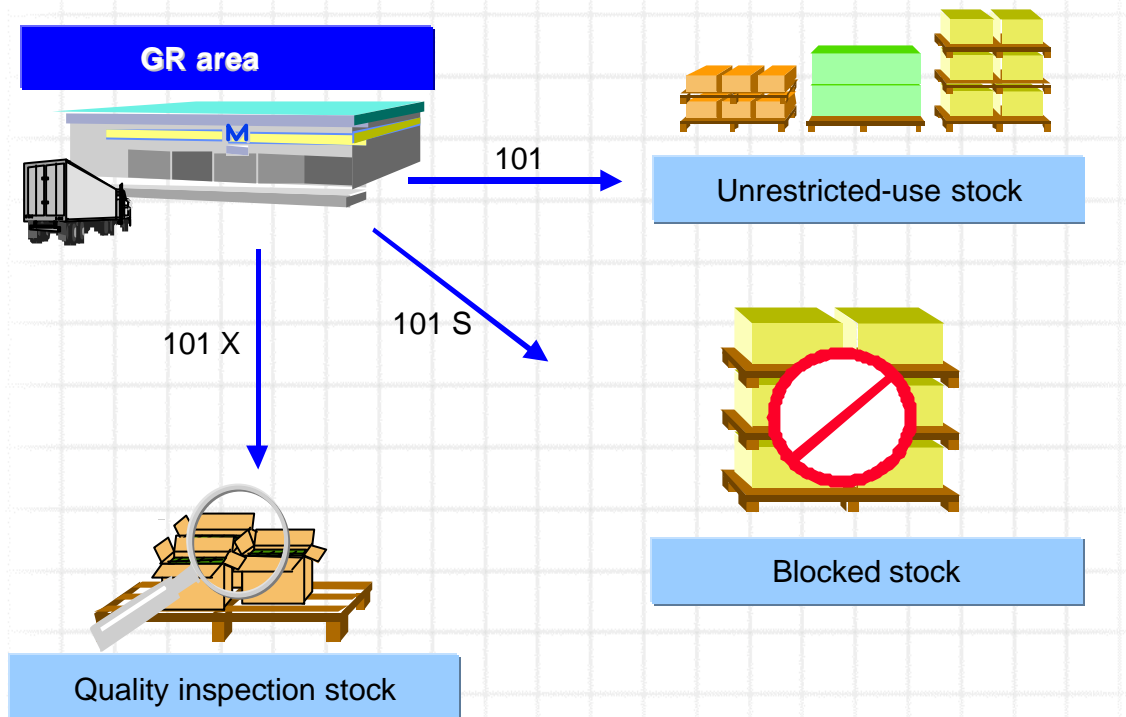 GR area
M
101
Unrestricted-use stock
101 S
101 X
Blocked stock
Quality inspection stock